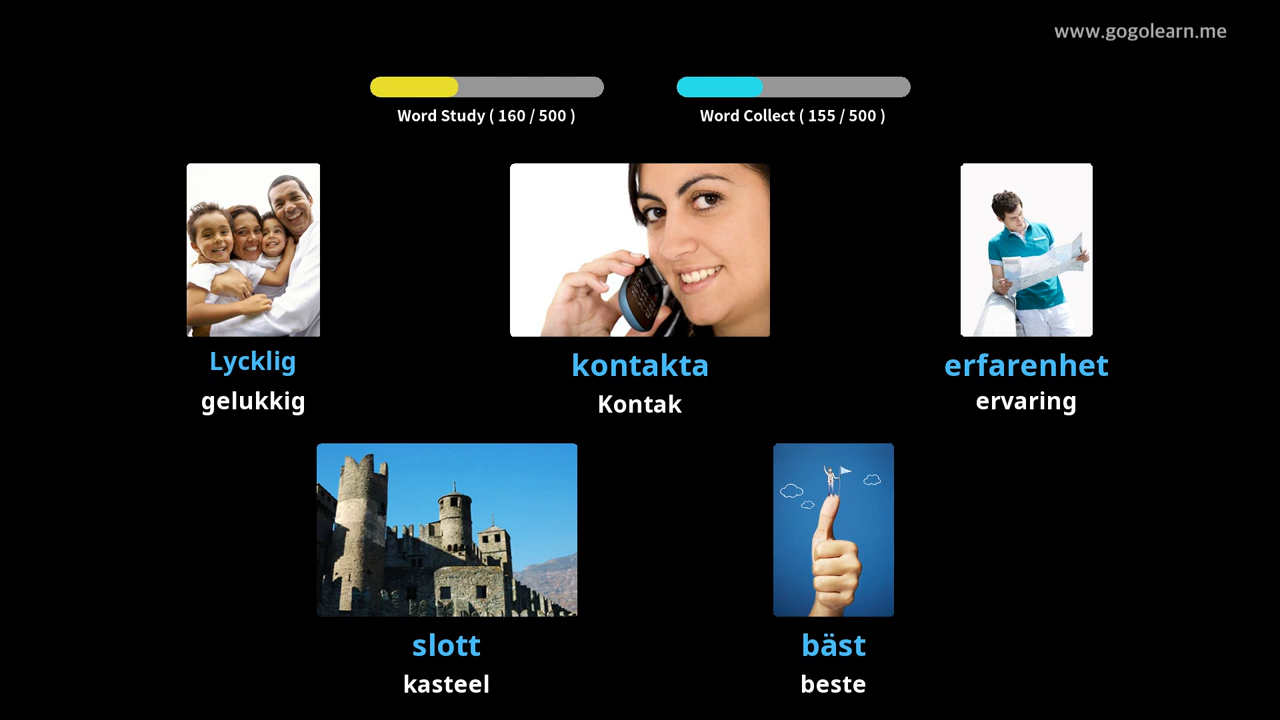 www.gogolearn.me
Word Study ( 160 / 500 )
Word Collect ( 155 / 500 )
Lycklig
gelukkig
kontakta
Kontak
erfarenhet
ervaring
slott
kasteel
bäst
beste